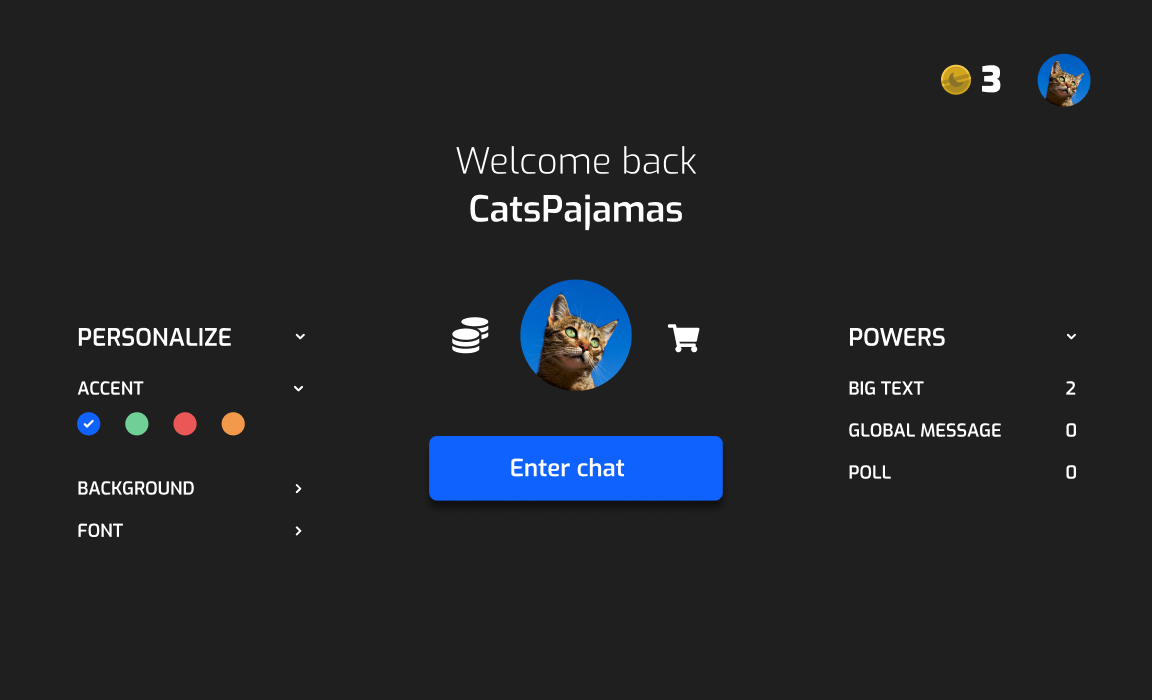 3
Welcome back
CatsPajamas
PERSONALIZE
ACCENT
BACKGROUND
FONT
Enter chat
POWERS
BIG TEXT 2
GLOBAL MESSAGE 0
POLL 0